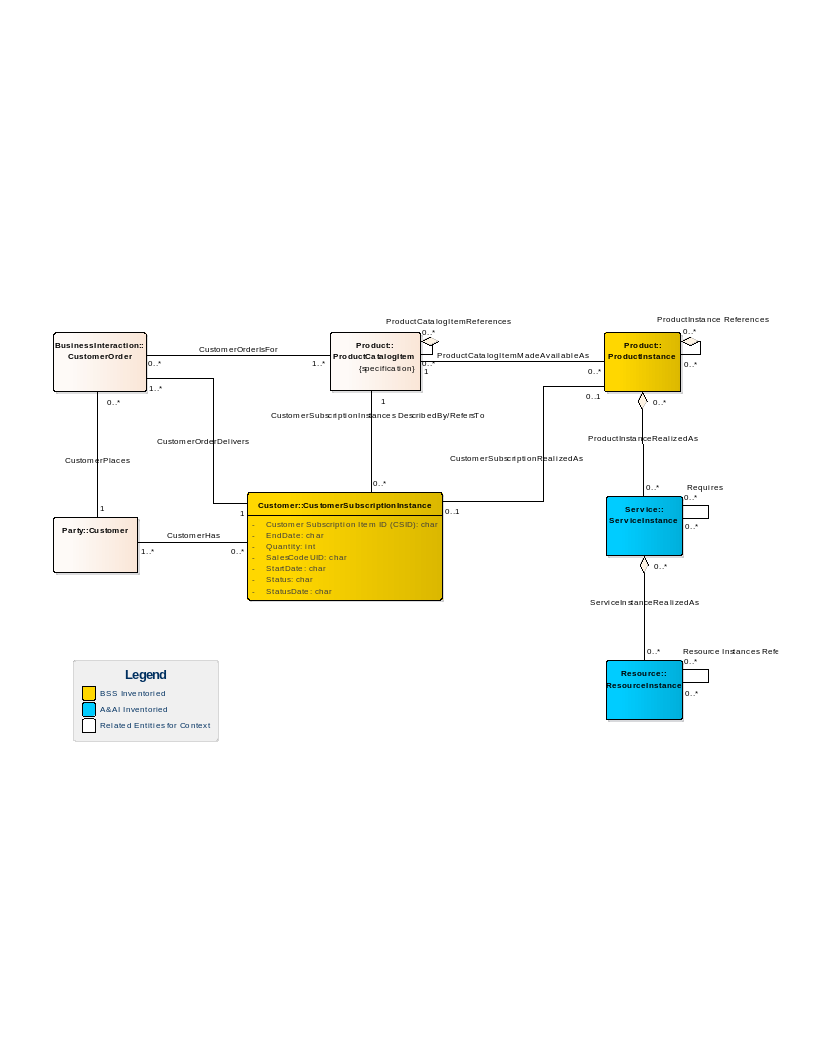 ProductCatalogItemReferences
0..*
ProductInstance References
0..*
BusinessInteraction::
CustomerOrder
CustomerOrderIsFor
0..*
1..*
Product::
ProductCatalogItem
{specification}
0..*
1
ProductCatalogItemMadeAvailableAs
0..*
Product::
ProductInstance
0..*
1..*
0..*
0..1
0..*
CustomerSubscriptionInstances DescribedBy/RefersTo
1
CustomerOrderDelivers
ProductInstanceRealizedAs
CustomerPlaces
CustomerSubscriptionRealizedAs
0..*
0..*
Requires
0..*
1
1
0..1
Customer::CustomerSubscriptionInstance
- Customer Subscription Item ID (CSID): char
- EndDate: char
- Quantity: int
- SalesCodeUID: char
- StartDate: char
- Status: char
- StatusDate: char
Service::
ServiceInstance
0..*
Party::Customer
CustomerHas
1..*
0..*
0..*
ServiceInstanceRealizedAs
0..*
Resource Instances Refe
0..*
Resource::
ResourceInstance
0..*
Legend
BSS Inventoried
A&AI Inventoried
Related Entities for Context